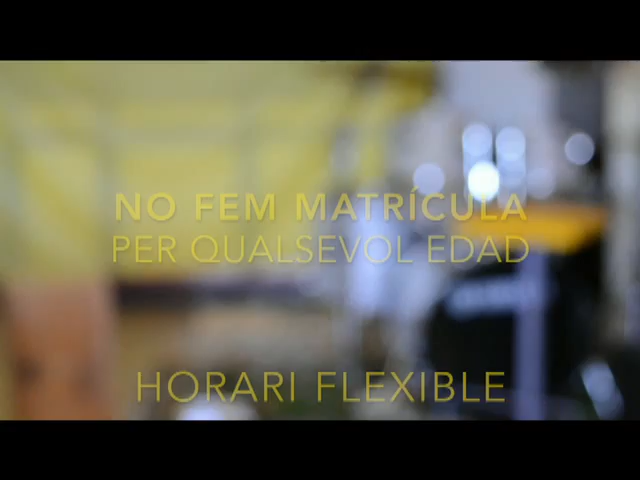 NO FEM MATRÍCULA
PER QUALSEVOL EDAD
HORARI FLEXIBLE